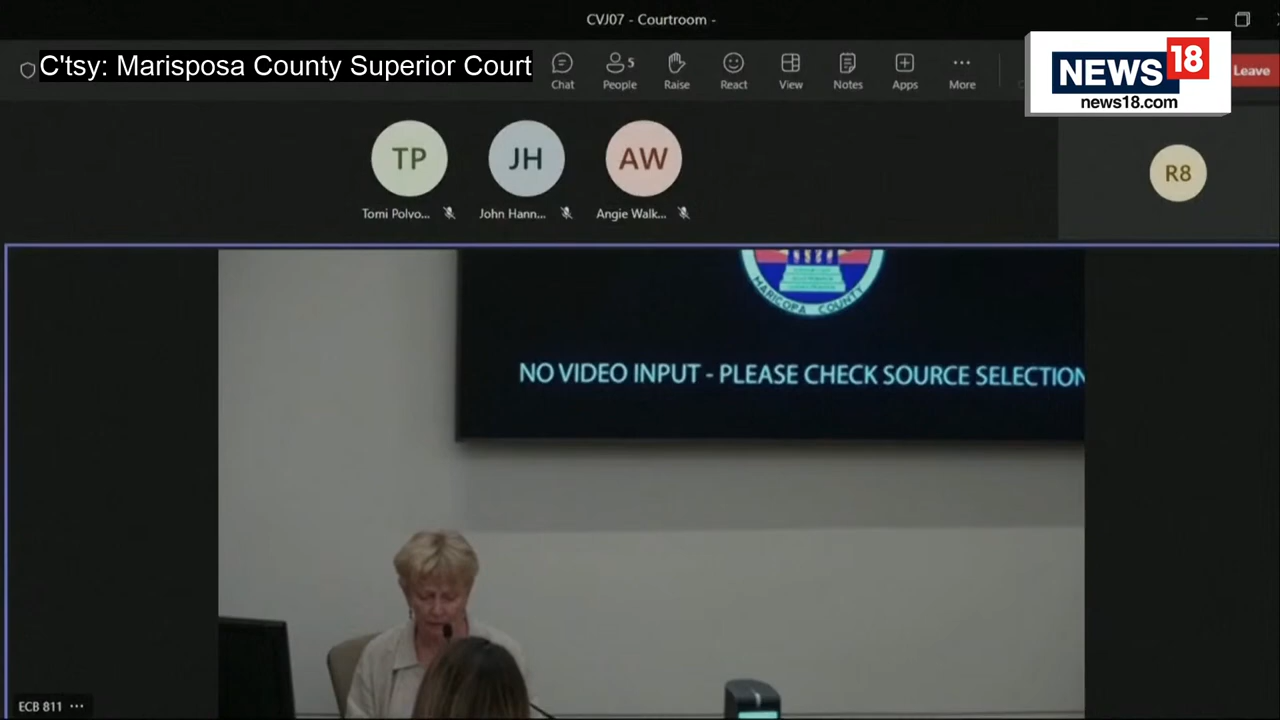 CVJ07 - Courtroom -
C'tsy: Marisposa County Superior Court
Chat
5
People
Raise
React
View
Notes
Apps
More
Leave
NEWS 18
news18.com
TP
JH
AW
R8
Tomi Polvo...
John Hann...
Angie Walk...
MARICOPA COUNTY
NO VIDEO INPUT - PLEASE CHECK SOURCE SELECTION
ECB 811 ...